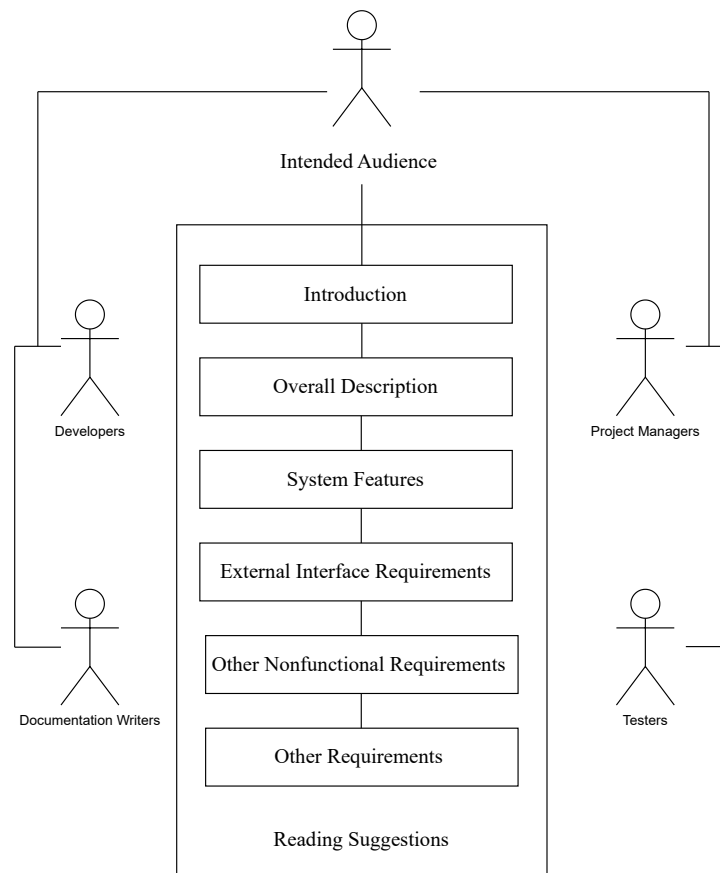 Intended Audience
Introduction
Overall Description
Developers
Project Managers
System Features
External Interface Requirements
Other Nonfunctional Requirements
Documentation Writers
Testers
Other Requirements
Reading Suggestions